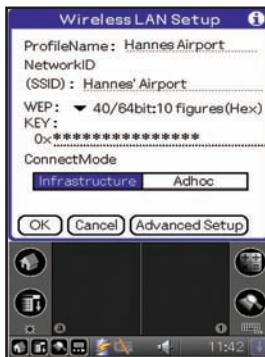 Wireless LAN Setup
ProfileName: Hannes Airport
NetworkID
(SSID): Hannes' Airport
WEP: 40/64bit:10 figures(Hex)
KEY:
0x***************
ConnectMode
Infrastructure Adhoc
OK Cancel Advanced Setup
11:42